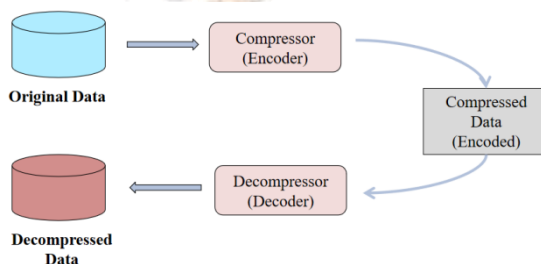 Original Data
Compressor
(Encoder)
Compressed
Data
(Encoded)
Decompressor
(Decoder)
Decompressed
Data